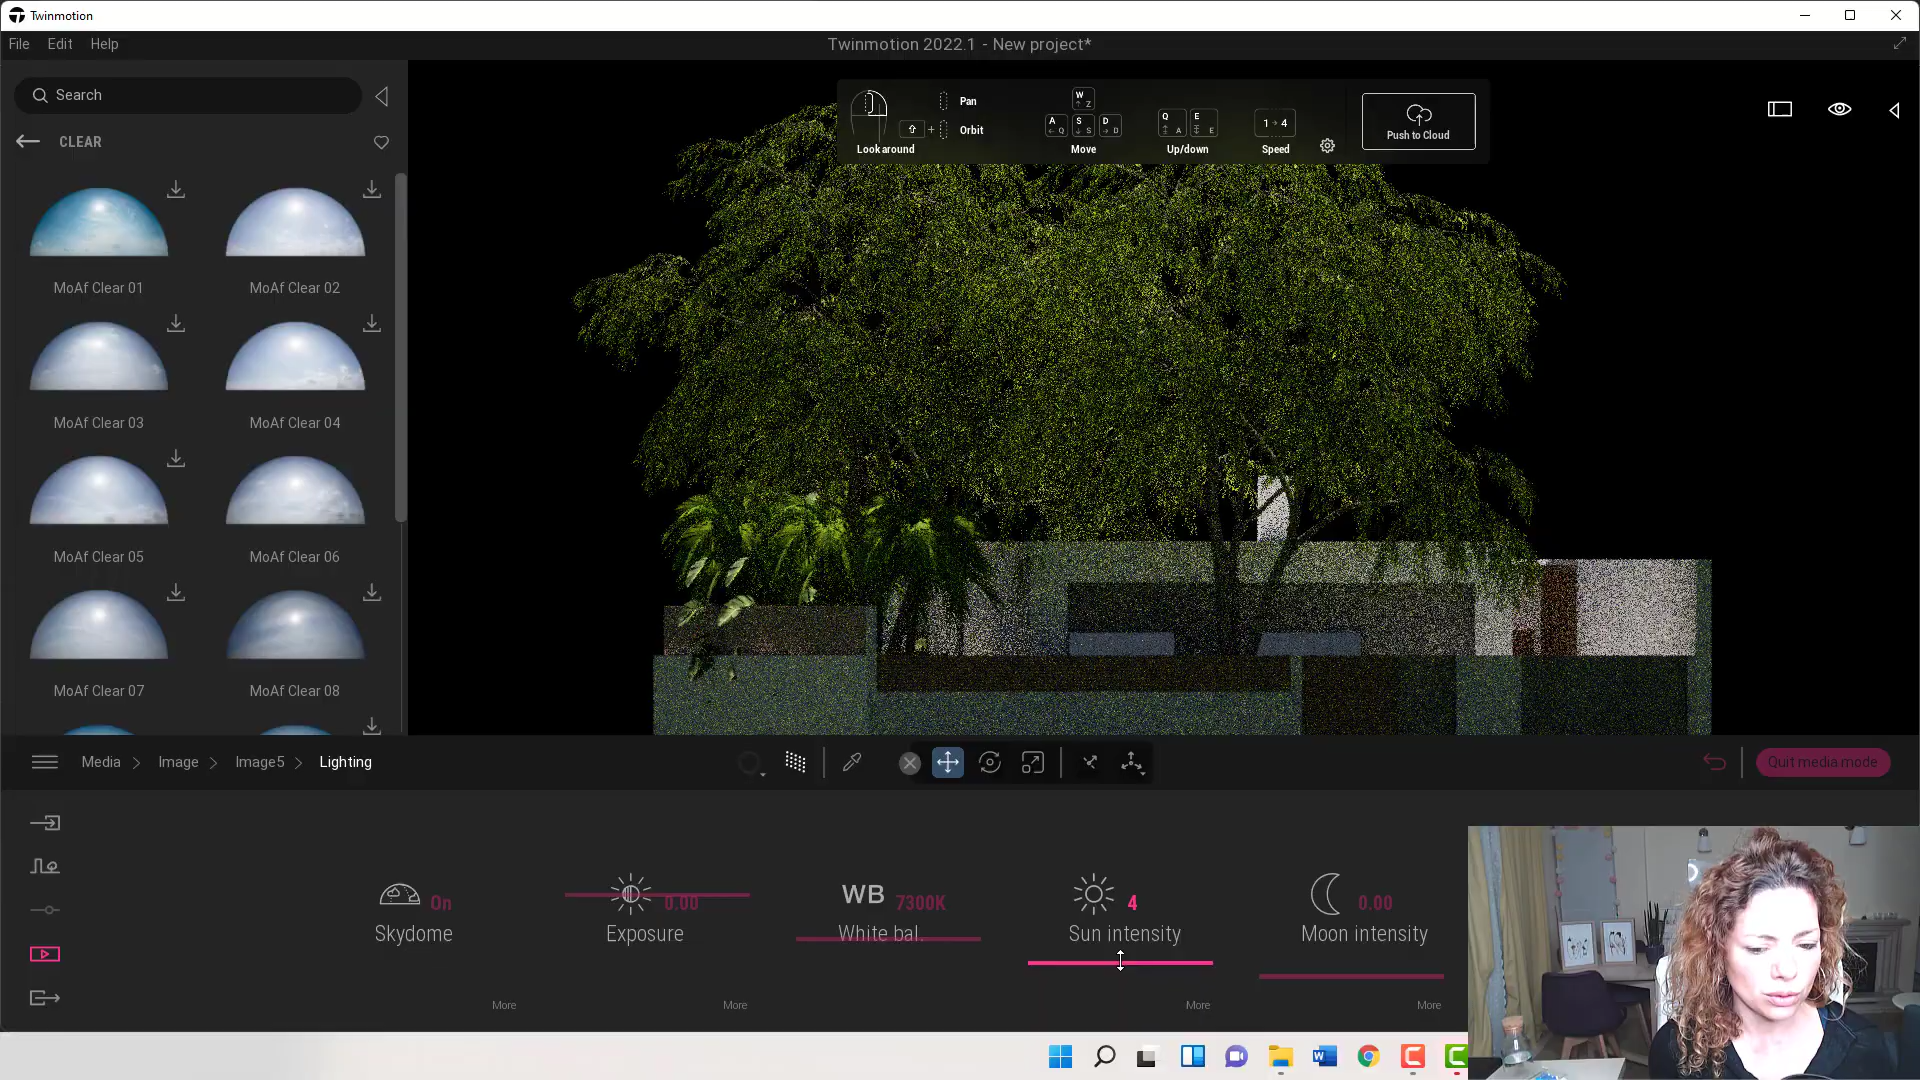 Twinmotion
File Edit Help
Twinmotion 2022.1 - New project*
Search
CLEAR
MoAf Clear 01
MoAf Clear 02
MoAf Clear 03
MoAf Clear 04
MoAf Clear 05
MoAf Clear 06
MoAf Clear 07
MoAf Clear 08
Pan
Orbit
Look around
W
Z
A S D
Q S D
Move
Q E
A E
Up/down
1 → 4
Speed
Push to Cloud
Media > Image > Image5 > Lighting
Quit media mode
On
Skydome
More
0.00
Exposure
More
WB 7300K
White bal.
4
Sun intensity
More
0.00
Moon intensity
More